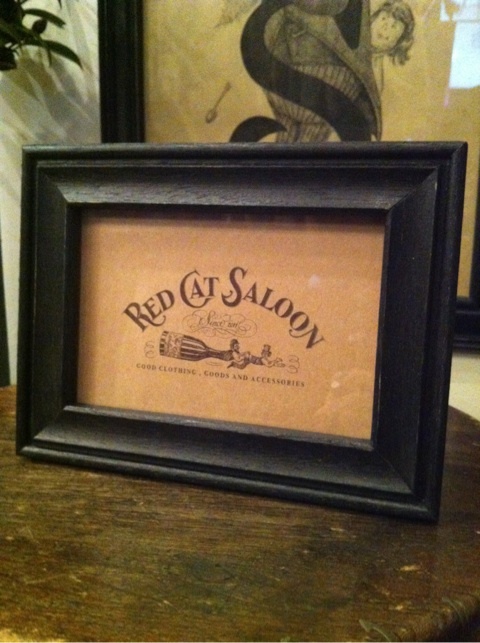 RED CAT SALOON
GOOD CLOTHING , GOODS AND ACCESSORIES